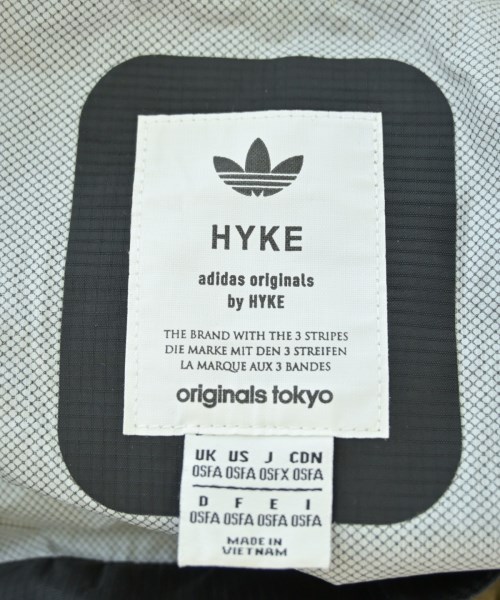 HYKE
adidas originals
by HYKE
THE BRAND WITH THE 3 STRIPES
DIE MARKE MIT DEN 3 STREIFEN
LA MARQUE AUX 3 BANDES
originals tokyo
UK US J CDN
OSFA OSFA OSFX OSFA
D F E I
OSFA OSFA OSFA OSFA
MADE IN
VIETNAM